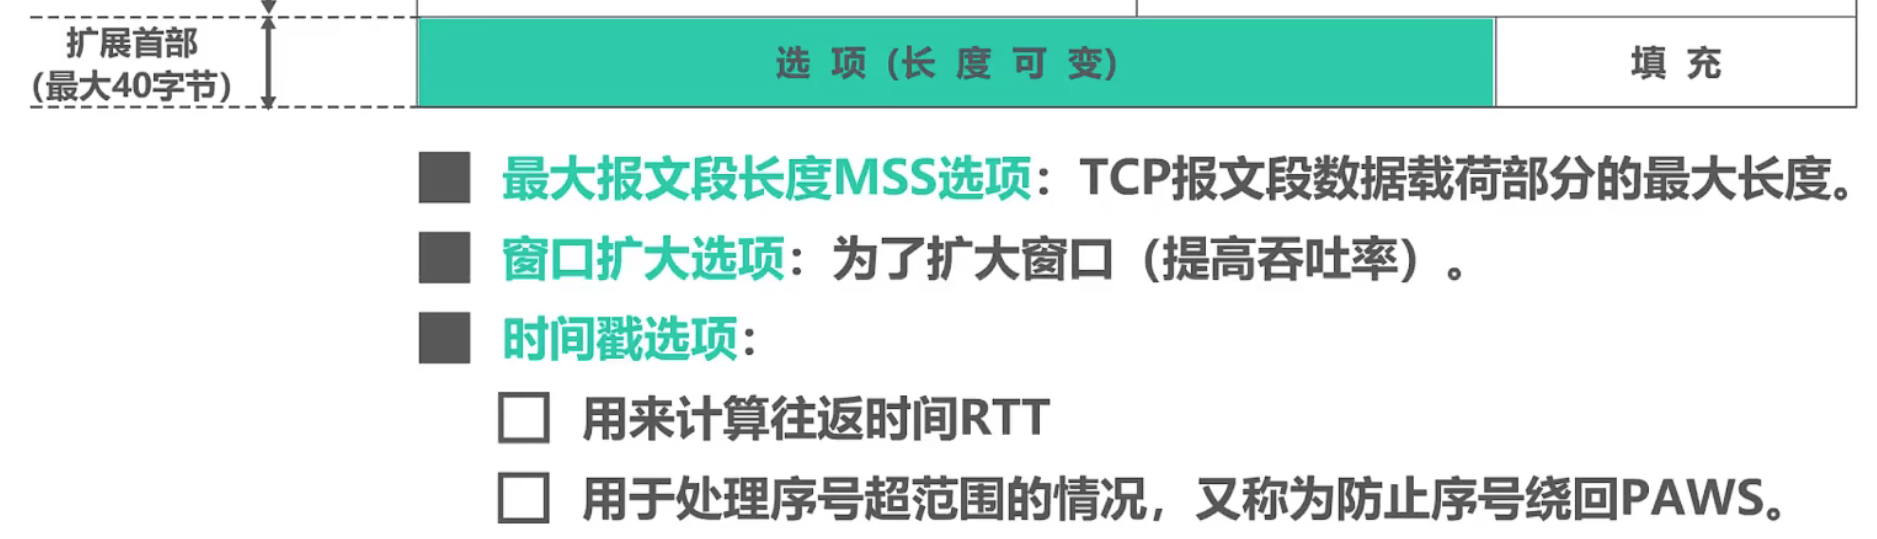 扩展首部
(最大40字节)
选 项 (长 度 可 变)
填 充
最大报文段长度MSS选项：TCP报文段数据载荷部分的最大长度。
窗口扩大选项：为了扩大窗口（提高吞吐率）。
时间戳选项：
用来计算往返时间RTT
用于处理序号超范围的情况，又称为防止序号绕回PAWS。